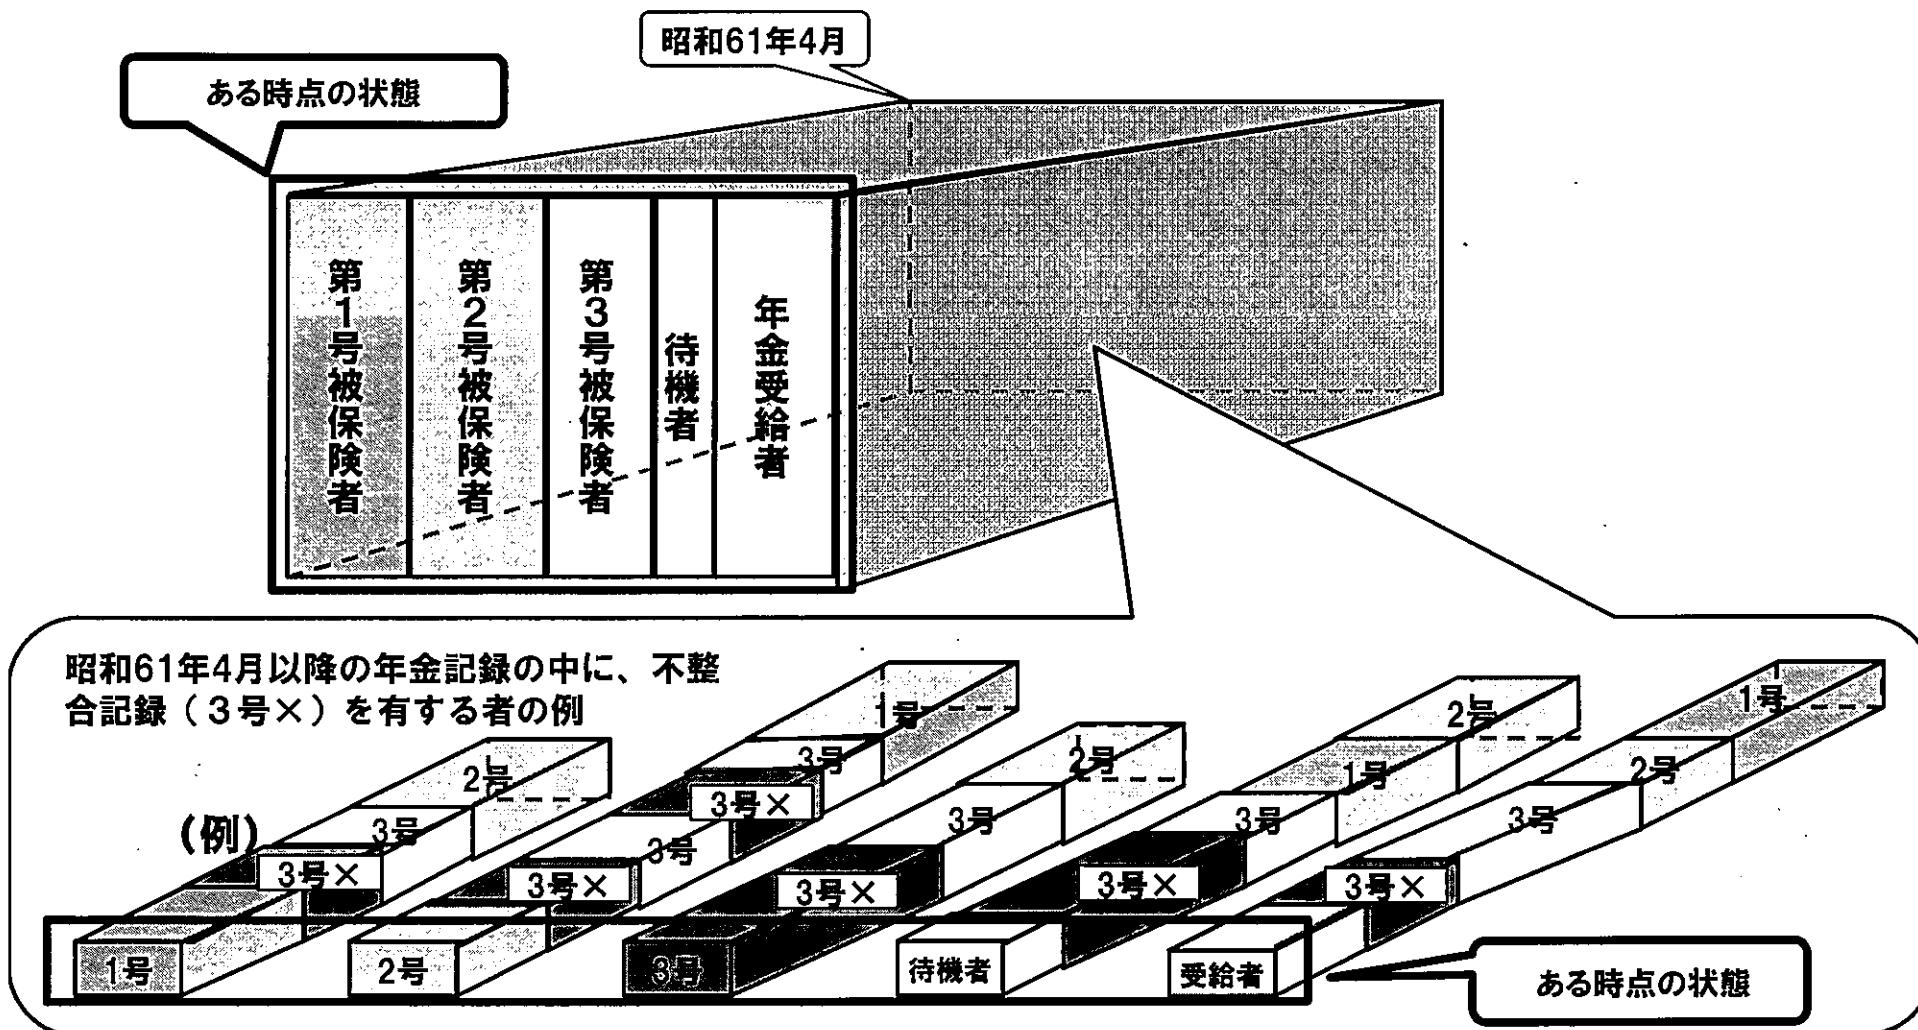 昭和61年4月
ある時点の状態
第1号被保険者
第2号被保険者
第3号被保険者
待機者
年金受給者
昭和61年4月以降の年金記録の中に、不整
合記録（３号×）を有する者の例
（例）
2号
3号
3号×
1号
1号
3号
3号×
3号
3号×
2号
2号
3号
3号×
3号
2号
1号
3号
3号×
待機者
1号
2号
3号
3号×
受給者
ある時点の状態